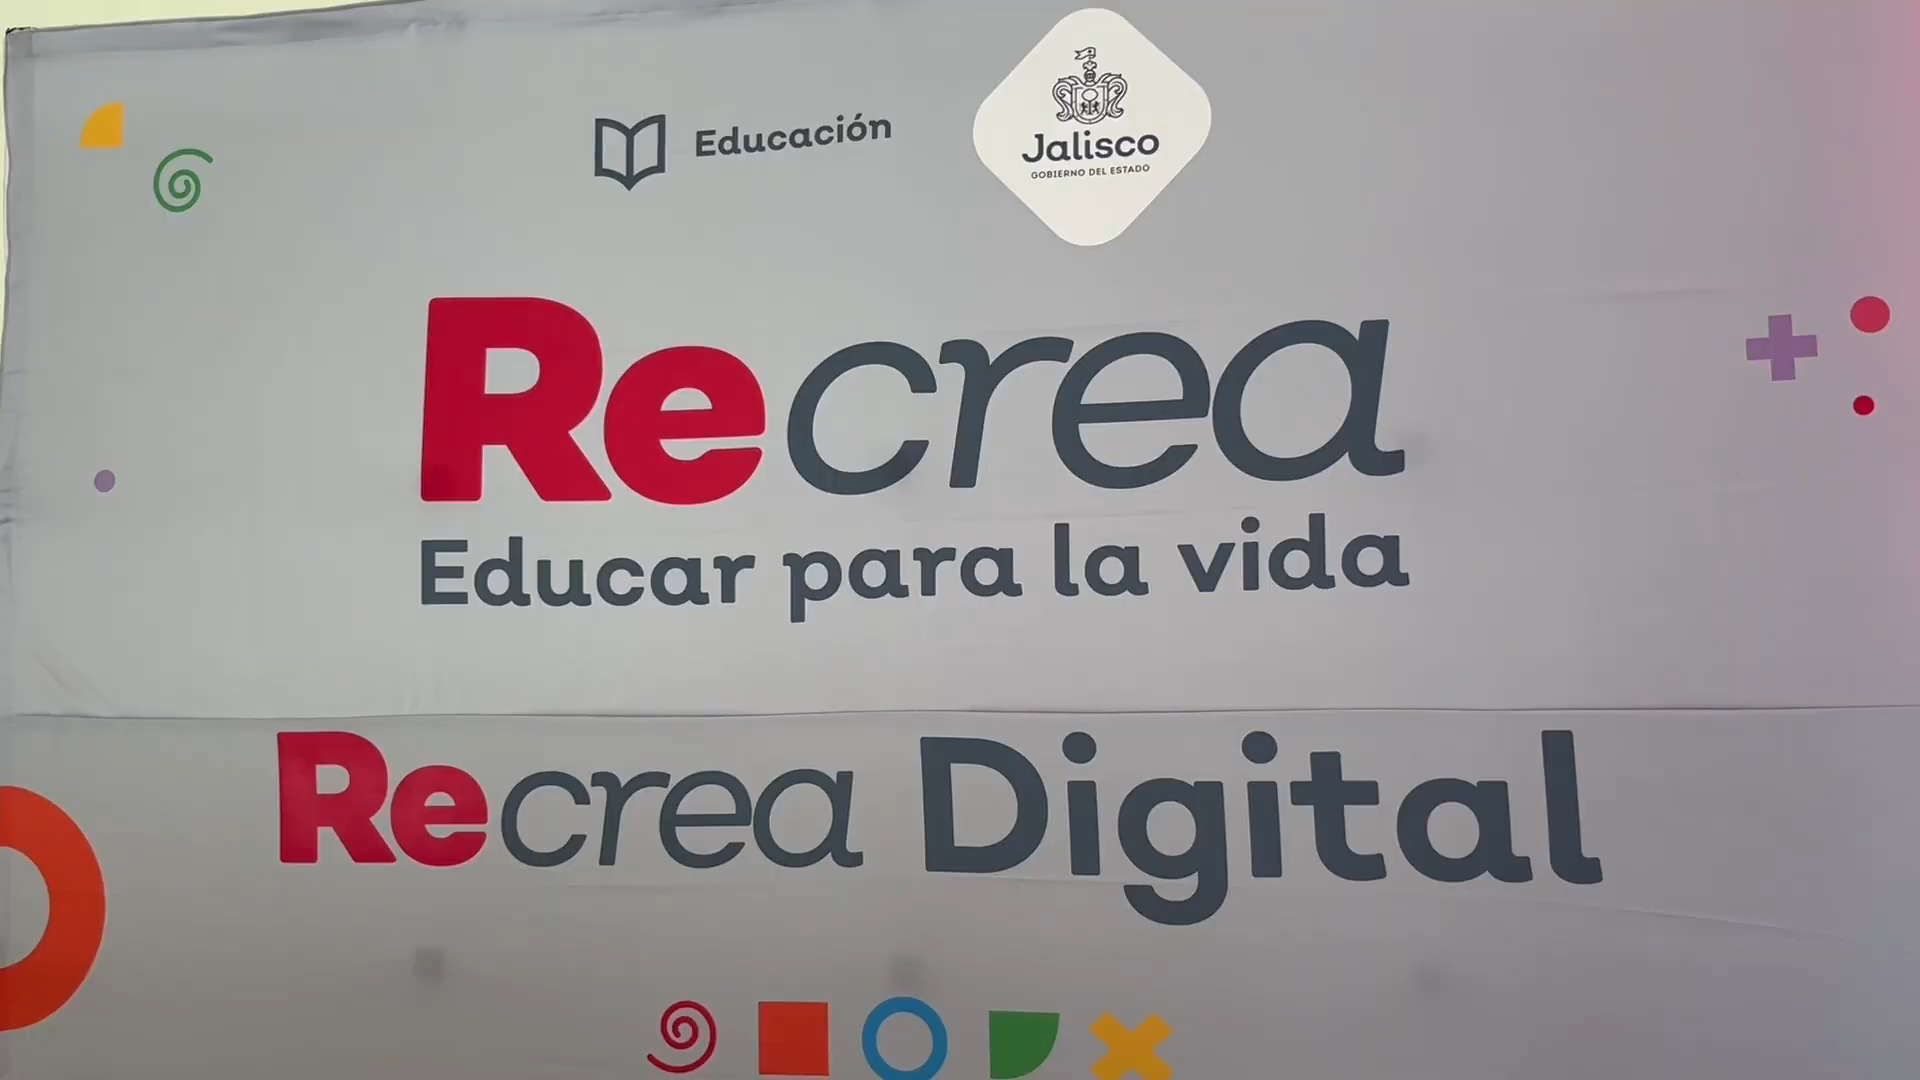 Educación
Jalisco
GOBIERNO DEL ESTADO
Recrea
Educar para la vida
Recrea Digital